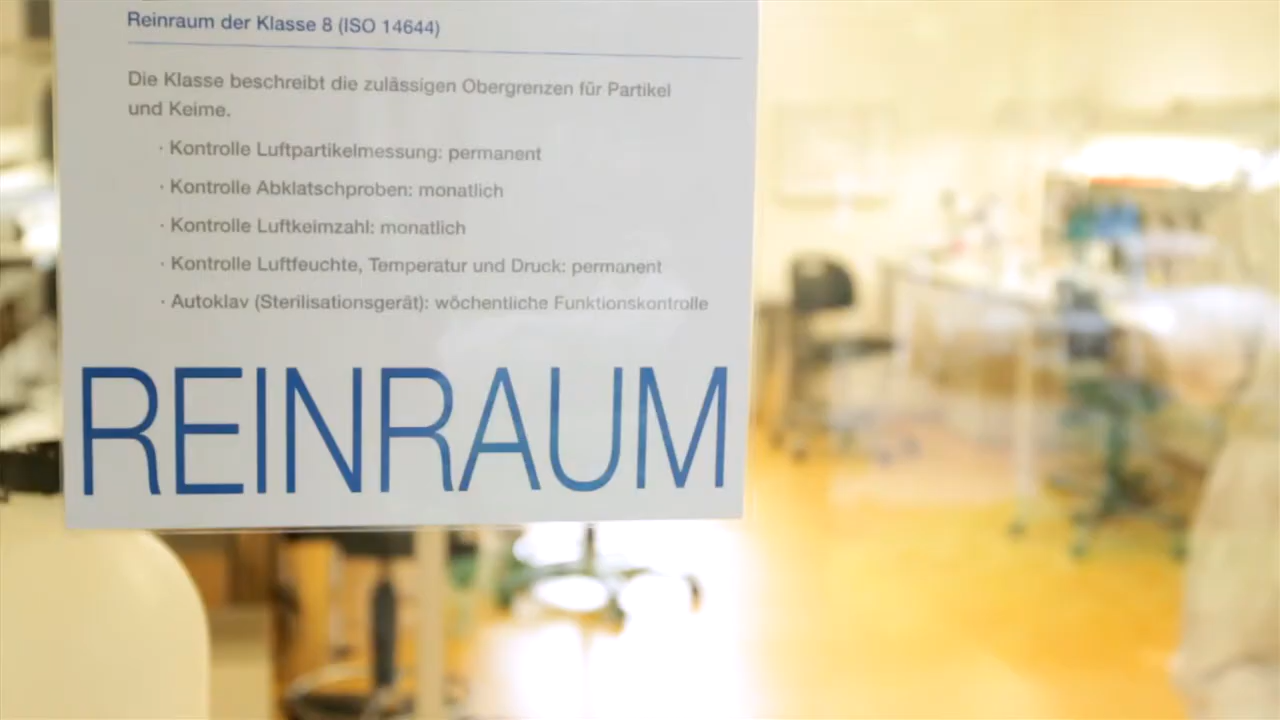 Reinraum der Klasse 8 (ISO 14644)
Die Klasse beschreibt die zulässigen Obergrenzen für Partikel
und Keime.
· Kontrolle Luftpartikelmessung: permanent
· Kontrolle Abklatschproben: monatlich
· Kontrolle Luftkeimzahl: monatlich
· Kontrolle Luftfeuchte, Temperatur und Druck: permanent
· Autoklav (Sterilisationsgerät): wöchentliche Funktionskontrolle
REINRAUM